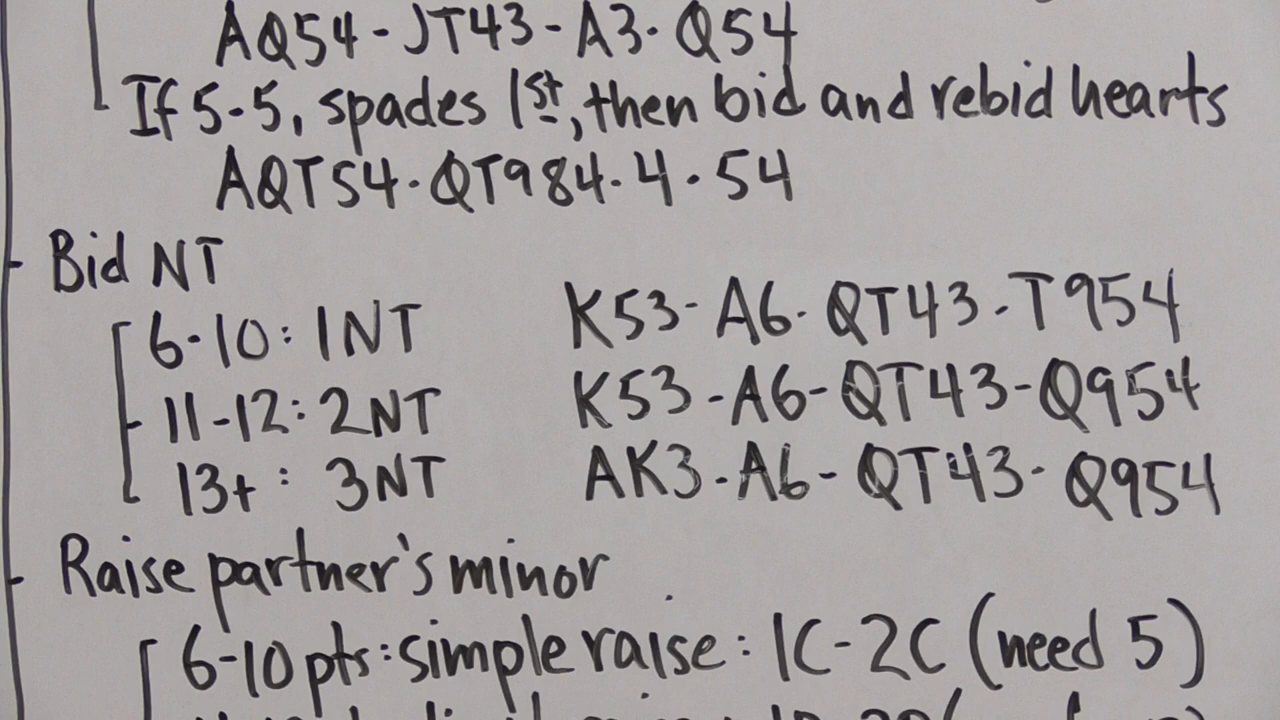 AQ54-JT43-A3-Q54
If 5-5, spades 1st, then bid and rebid hearts
AQT54-QT984-4-54
Bid NT
6-10: 1NT K53-A6-QT43-T954
11-12: 2NT K53-A6-QT43-Q954
13+: 3NT AK3-A6-QT43-Q954
Raise partner's minor
6-10 pts: simple raise: 1C-2C (need 5)